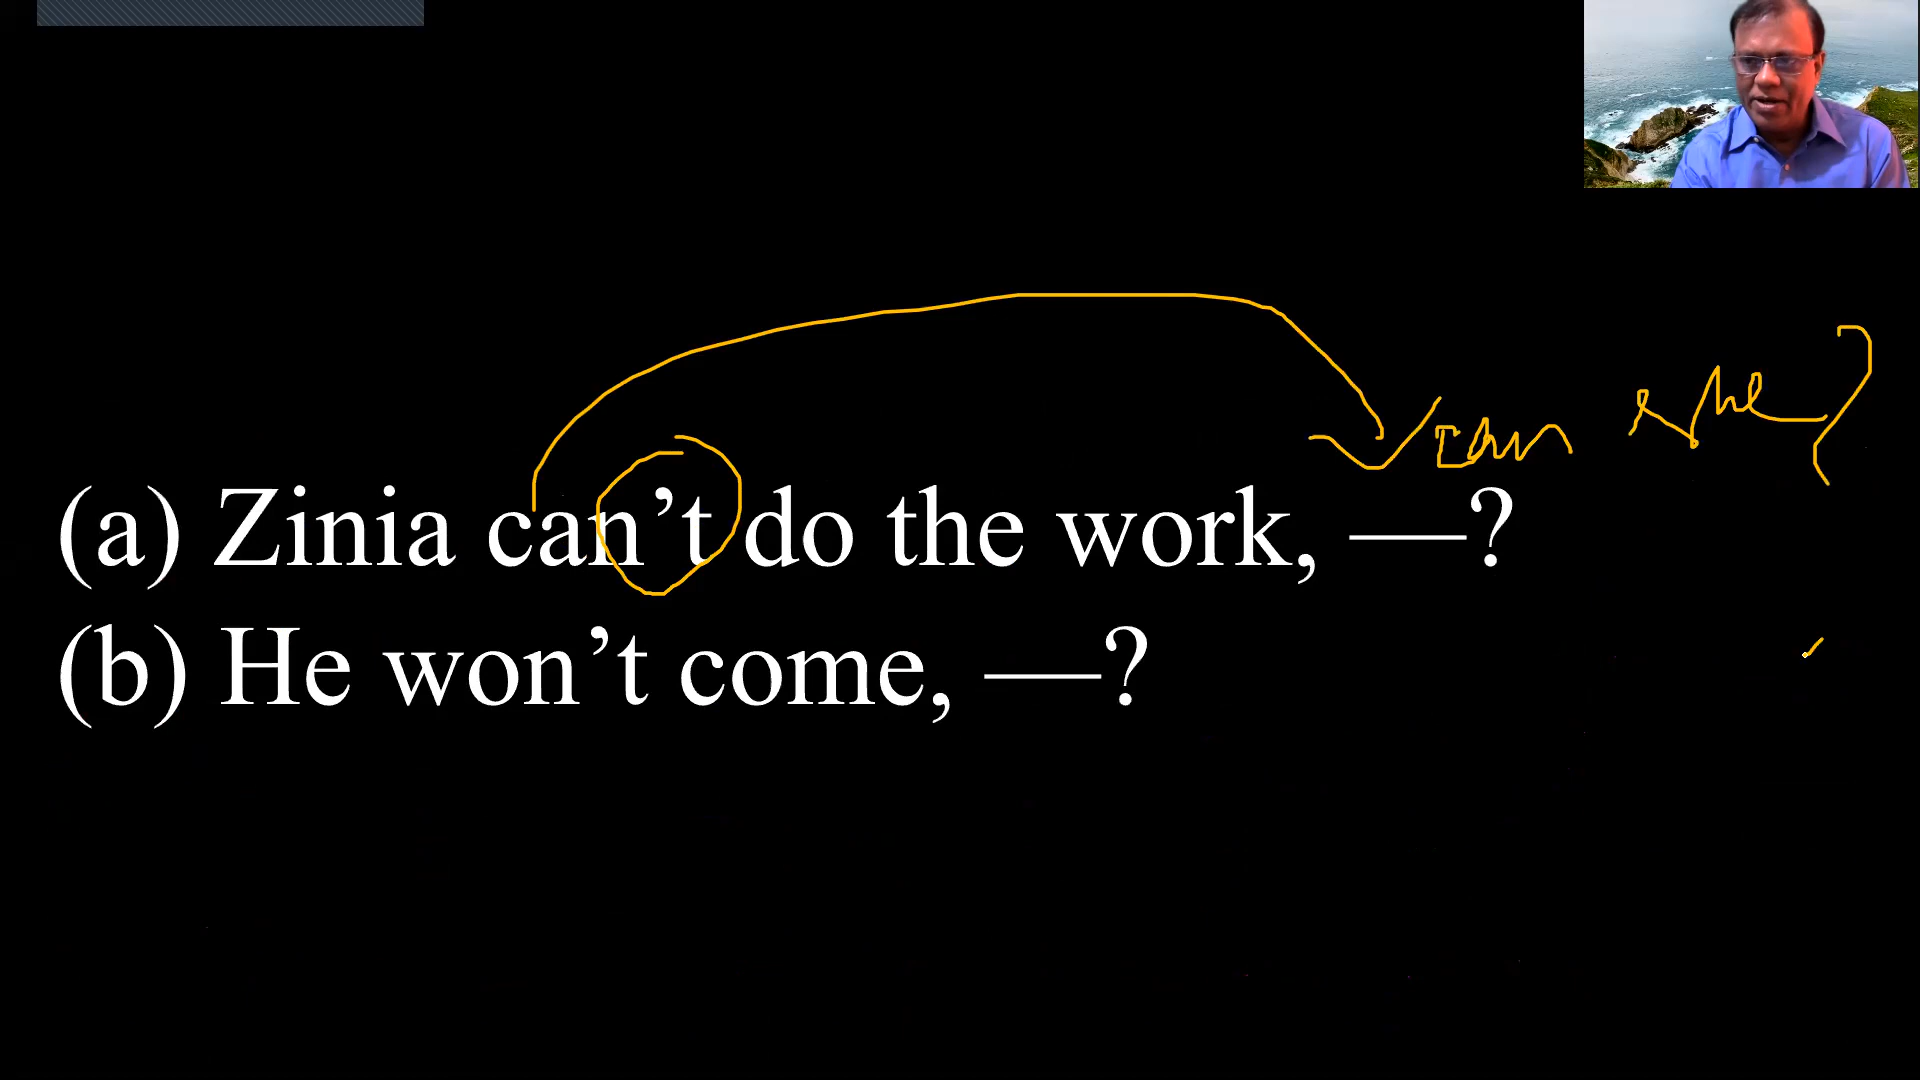 can she?
(a) Zinia can’t do the work, —?
(b) He won’t come, —?